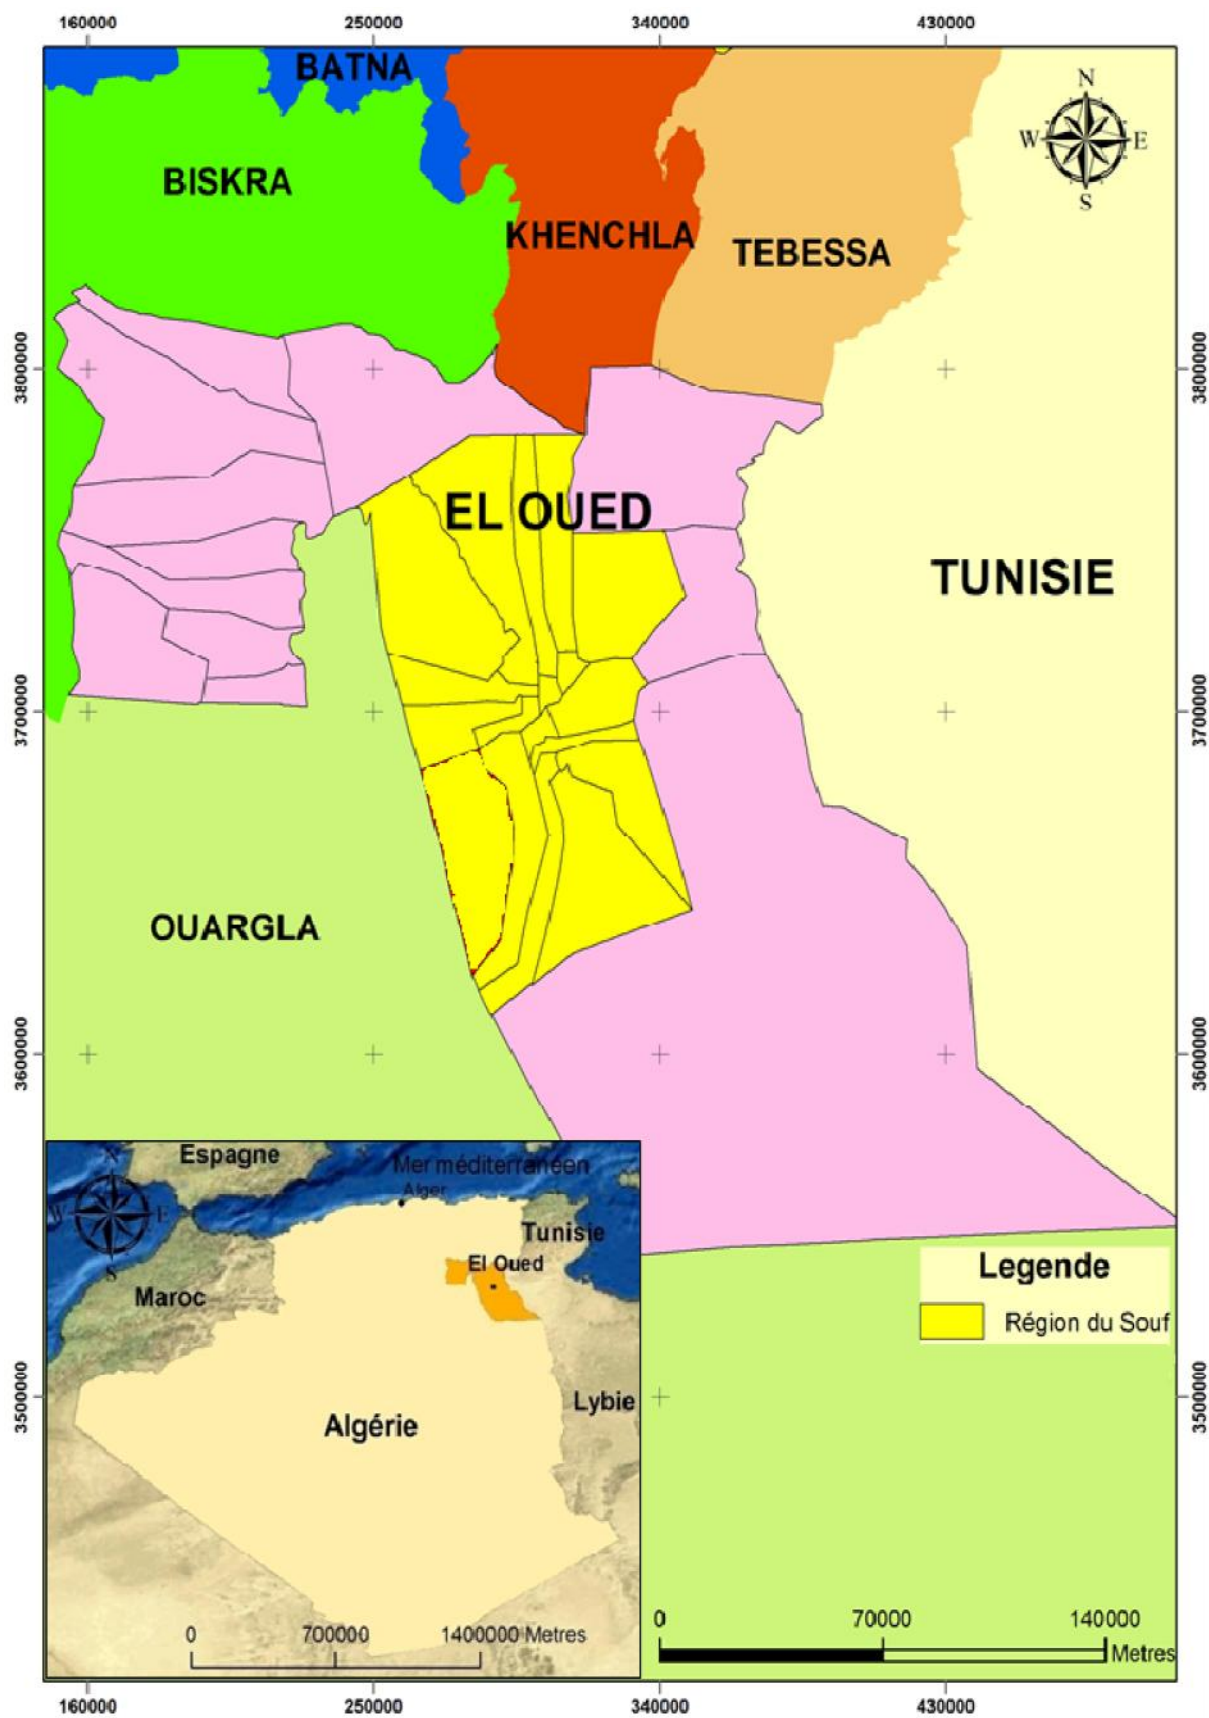 160000 250000 340000 430000
BATNA
N
W E
S
BISKRA
KHENCHLA
TEBESSA
3800000 3800000
EL OUED
TUNISIE
3700000 3700000
OUARGLA
3600000 3600000
Espagne
N
Mer méditerranéen
Alger
W E
Tunisie
S
El Oued
Maroc
Legende
Région du Souf
3500000 3500000
Lybie
Algérie
0 700000 1400000 Metres
0 70000 140000
Metres
160000 250000 340000 430000